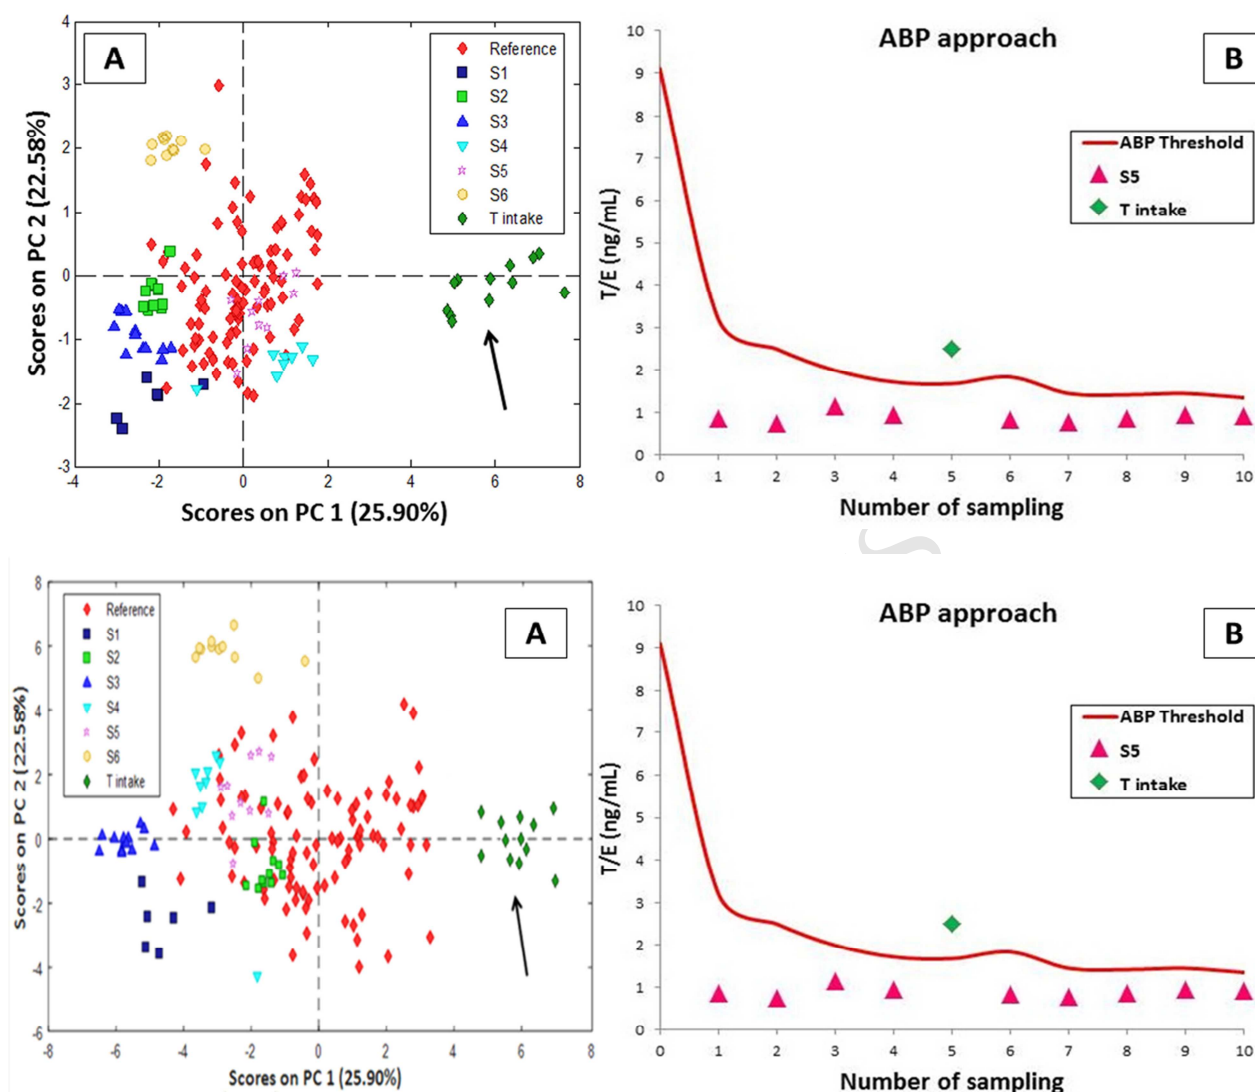 A
Reference
S1
S2
S3
S4
S5
S6
T intake
4
3
2
1
0
-1
-2
-3
-4
-2
0
2
4
6
8
Scores on PC 2 (22.58%)
Scores on PC 1 (25.90%)
ABP approach
B
ABP Threshold
S5
T intake
10
9
8
7
6
5
4
3
2
1
0
0
1
2
3
4
5
6
7
8
9
10
T/E (ng/mL)
Number of sampling
A
Reference
S1
S2
S3
S4
S5
S6
T intake
8
6
4
2
0
-2
-4
-6
-8
-6
-4
-2
0
2
4
6
8
Scores on PC 2 (22.58%)
Scores on PC 1 (25.90%)
ABP approach
B
ABP Threshold
S5
T intake
10
9
8
7
6
5
4
3
2
1
0
0
1
2
3
4
5
6
7
8
9
10
T/E (ng/mL)
Number of sampling